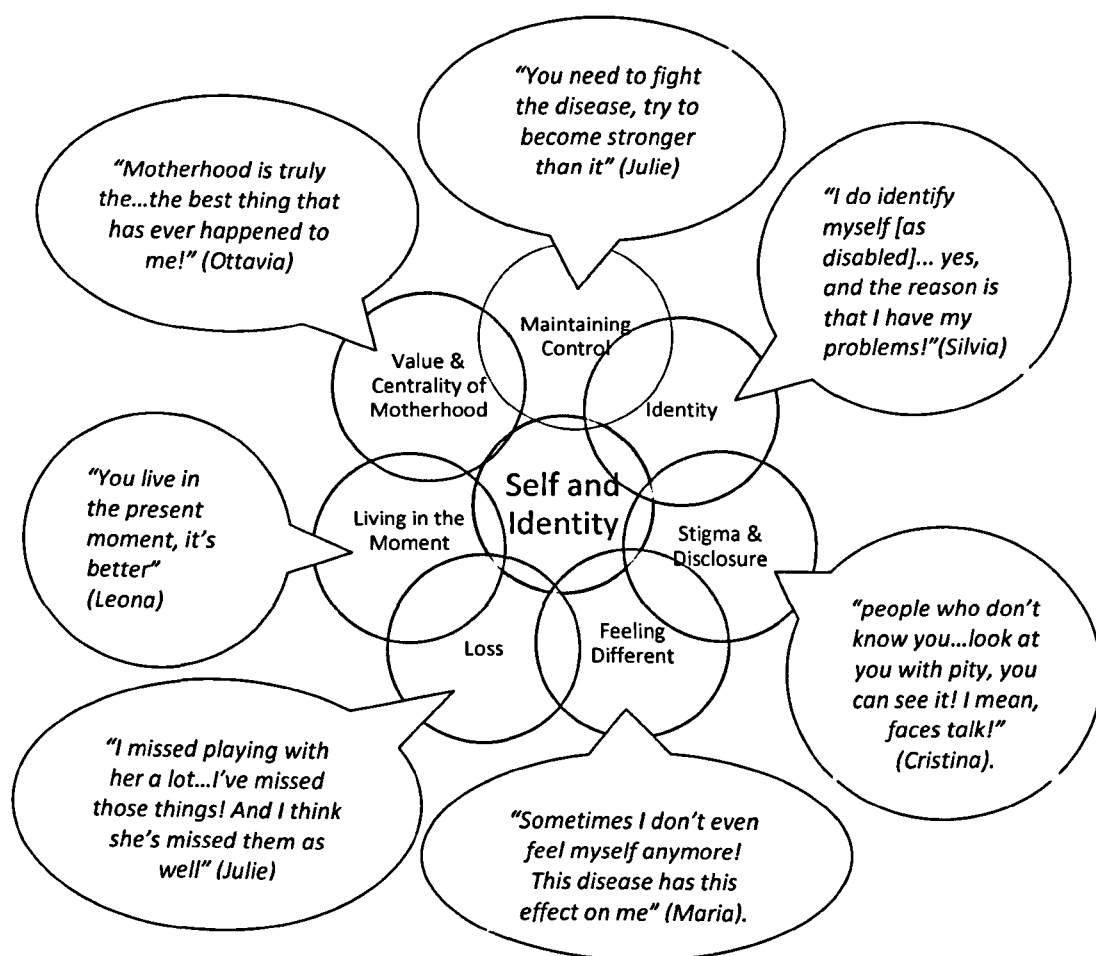 “You need to fight
the disease, try to
become stronger
than it” (Julie)
“Motherhood is truly
the...the best thing that
has ever happened to
me!” (Ottavia)
“I do identify
myself [as
disabled]... yes,
and the reason is
that I have my
problems!”(Silvia)
Maintaining
Control
Value &
Centrality of
Motherhood
Identity
“You live in
the present
moment, it’s
better”
(Leona)
Self and
Identity
Living in the
Moment
Stigma &
Disclosure
Loss
Feeling
Different
“people who don’t
know you...look at
you with pity, you
can see it! I mean,
faces talk!”
(Cristina).
“I missed playing with
her a lot...I’ve missed
those things! And I think
she’s missed them as
well” (Julie)
“Sometimes I don’t even
feel myself anymore!
This disease has this
effect on me” (Maria).